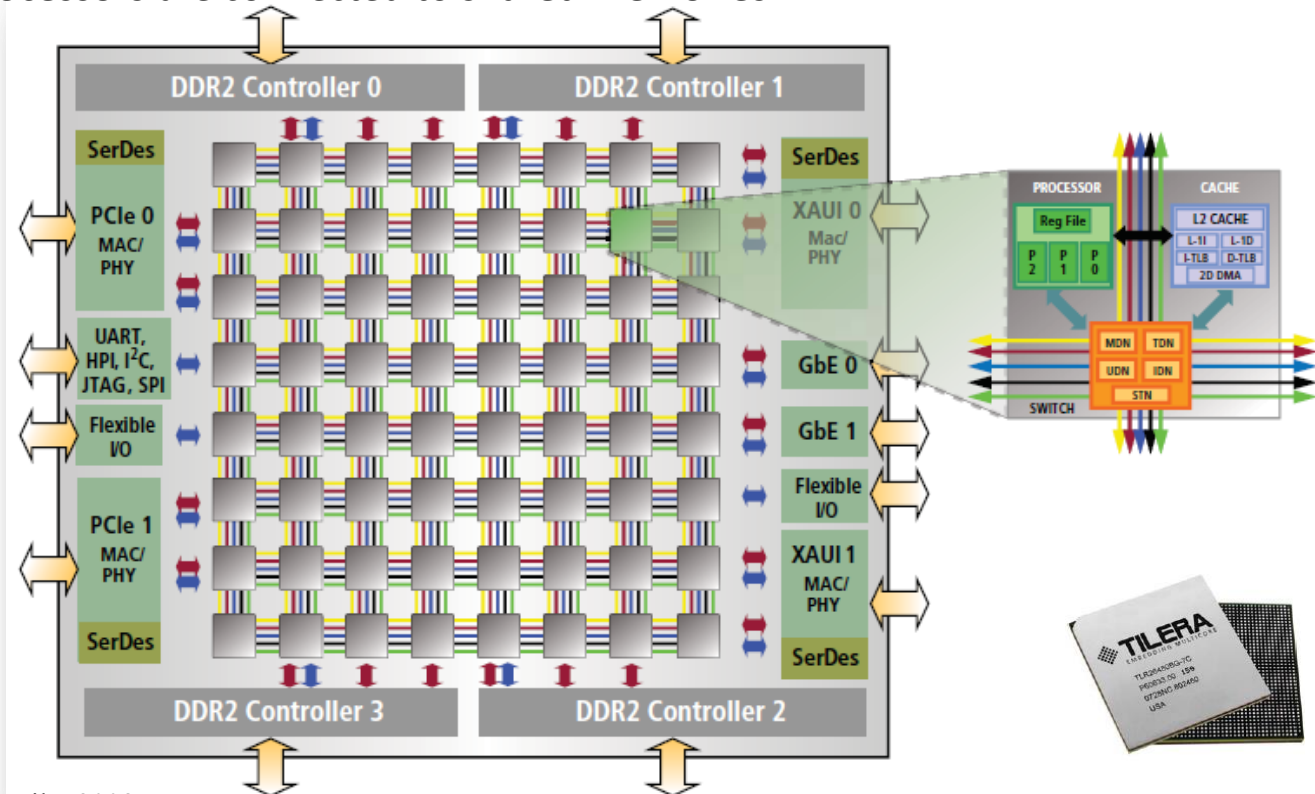 DDR2 Controller 0
DDR2 Controller 1
SerDes
PCIe 0
MAC/
PHY
UART,
HPI, I²C,
JTAG, SPI
Flexible
I/O
PCIe 1
MAC/
PHY
SerDes
SerDes
XAUI 0
Mac/
PHY
GbE 0
GbE 1
Flexible
I/O
XAUI 1
MAC/
PHY
SerDes
DDR2 Controller 3
DDR2 Controller 2
PROCESSOR
CACHE
Reg File
P
2
P
1
P
0
L2 CACHE
L-1I L-1D
I-TLB D-TLB
2D DMA
MDN TDN
UDN IDN
STN
SWITCH
TILERA
EMBEDDING MULTICORE
USA